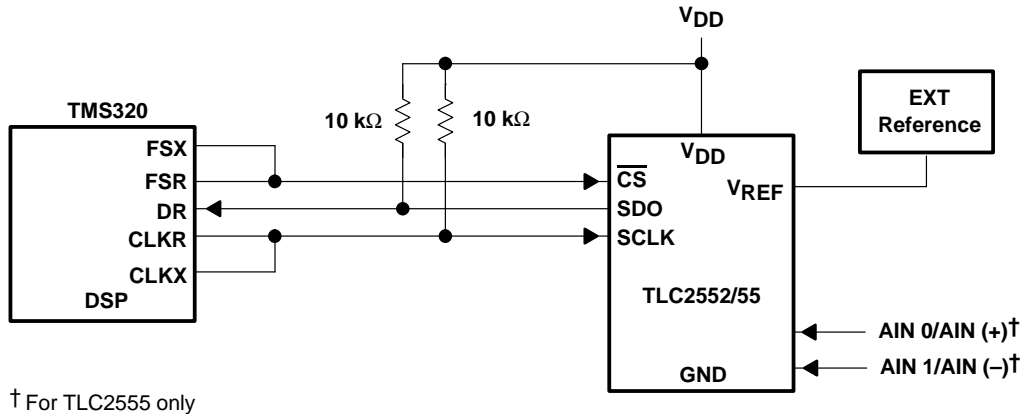 VDD
TMS320
FSX
FSR
DR
CLKR
CLKX
DSP
10 kΩ
10 kΩ
VDD
CS
SDO
SCLK
VREF
TLC2552/55
GND
EXT
Reference
AIN 0/AIN (+)†
AIN 1/AIN (–)†
† For TLC2555 only